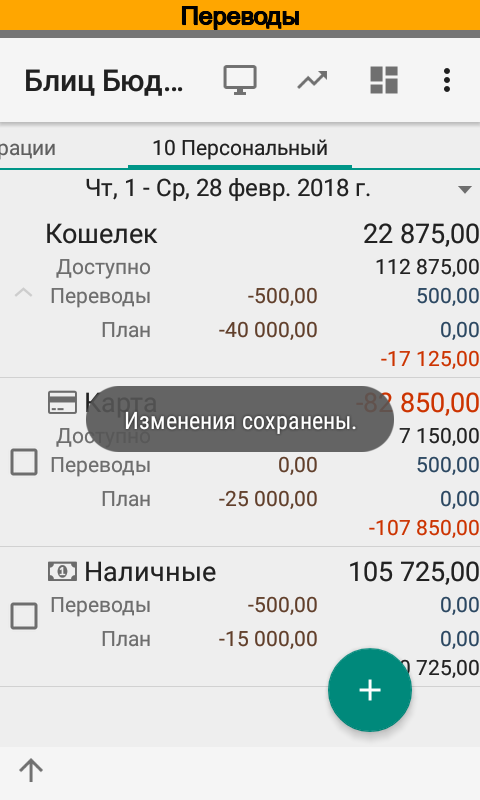 Переводы
Блиц Бюд...
рации 10 Персональный
Чт, 1 - Ср, 28 февр. 2018 г.
Кошелек 22 875,00
Доступно 112 875,00
Переводы -500,00 500,00
План -40 000,00 0,00
-17 125,00
Карта -82 850,00
Изменения сохранены.
Доступно 7 150,00
Переводы 0,00 500,00
План -25 000,00 0,00
-107 850,00
Наличные 105 725,00
Переводы -500,00 0,00
План -15 000,00 0,00
0 725,00